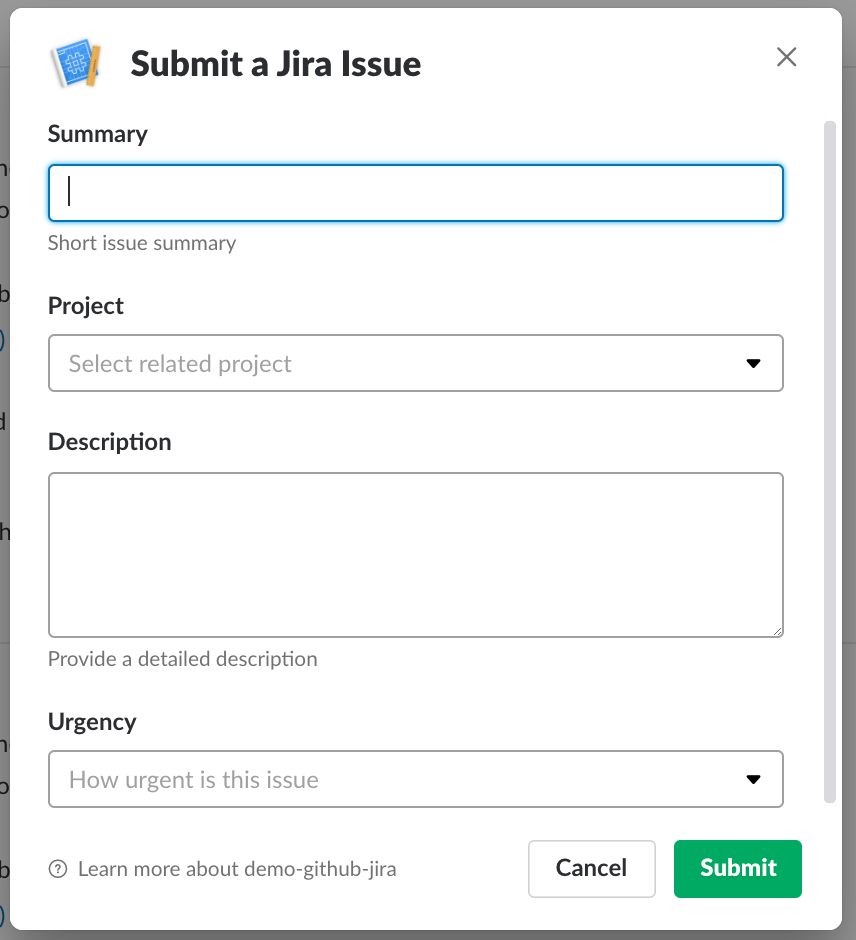 Submit a Jira Issue
Summary
Short issue summary
Project
Select related project
Description
Provide a detailed description
Urgency
How urgent is this issue
Learn more about demo-github-jira
Cancel
Submit